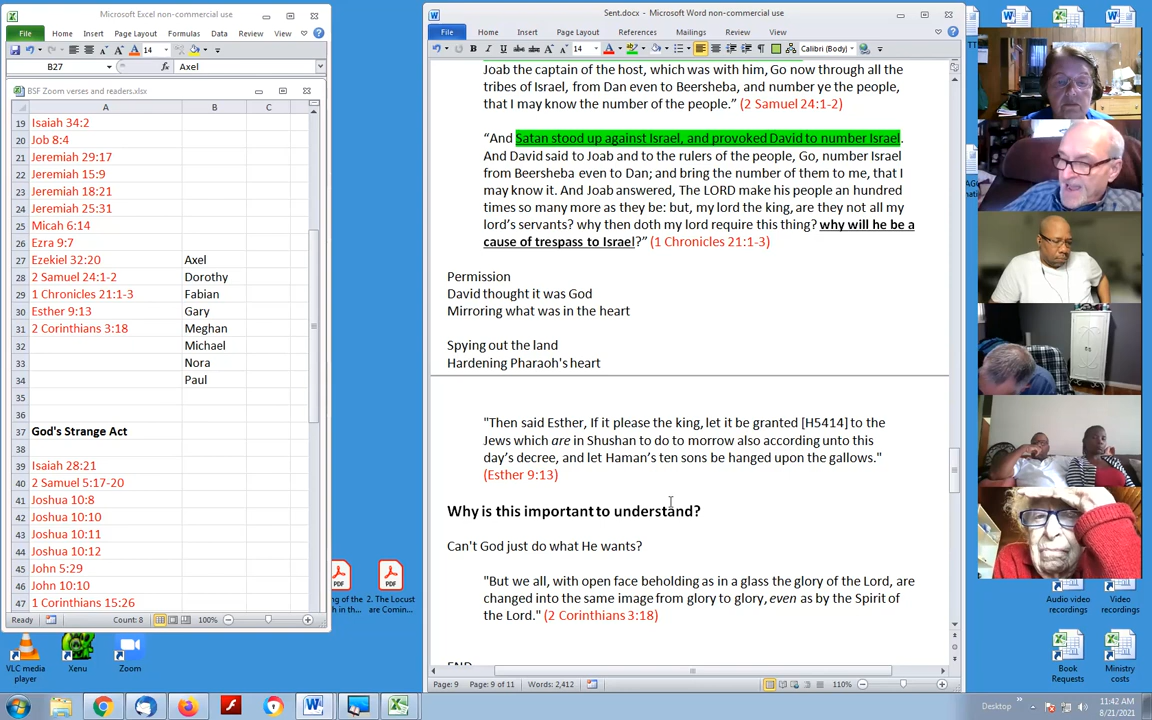 Microsoft Excel non-commercial use
File Home Insert Page Layout Formulas Data Review View
14
B27 fx Axel
BSF Zoom verses and readers.xlsx
A B C
19 Isaiah 34:2
20 Job 8:4
21 Jeremiah 29:17
22 Jeremiah 15:9
23 Jeremiah 18:21
24 Jeremiah 25:31
25 Micah 6:14
26 Ezra 9:7
27 Ezekiel 32:20 Axel
28 2 Samuel 24:1-2 Dorothy
29 1 Chronicles 21:1-3 Fabian
30 Esther 9:13 Gary
31 2 Corinthians 3:18 Meghan
32 Michael
33 Nora
34 Paul
35
36
37 God's Strange Act
38
39 Isaiah 28:21
40 2 Samuel 5:17-20
41 Joshua 10:8
42 Joshua 10:10
43 Joshua 10:11
44 Joshua 10:12
45 John 5:29
46 John 10:10
47 1 Corinthians 15:26
Ready Count: 8 100%
Sent.docx - Microsoft Word non-commercial use
File Home Insert Page Layout References Mailings Review View
14 Calibri (Body)
Joab the captain of the host, which was with him, Go now through all the
tribes of Israel, from Dan even to Beersheba, and number ye the people,
that I may know the number of the people.” (2 Samuel 24:1-2)
“And Satan stood up against Israel, and provoked David to number Israel.
And David said to Joab and to the rulers of the people, Go, number Israel
from Beersheba even to Dan; and bring the number of them to me, that I
may know it. And Joab answered, The LORD make his people an hundred
times so many more as they be: but, my lord the king, are they not all my
lord’s servants? why then doth my lord require this thing? why will he be a
cause of trespass to Israel?” (1 Chronicles 21:1-3)
Permission
David thought it was God
Mirroring what was in the heart
Spying out the land
Hardening Pharaoh's heart
"Then said Esther, If it please the king, let it be granted [H5414] to the
Jews which are in Shushan to do to morrow also according unto this
day’s decree, and let Haman’s ten sons be hanged upon the gallows."
(Esther 9:13)
Why is this important to understand?
Can't God just do what He wants?
"But we all, with open face beholding as in a glass the glory of the Lord, are
changed into the same image from glory to glory, even as by the Spirit of
the Lord." (2 Corinthians 3:18)
END
Page: 9 Page: 9 of 11 Words: 2,412 110%
2. The Locust
are Comin...
VLC media
player
Xenu
Zoom
Audio video
recordings
Video
recordings
Book
Requests
Ministry
costs
Desktop
11:42 AM
8/21/2021